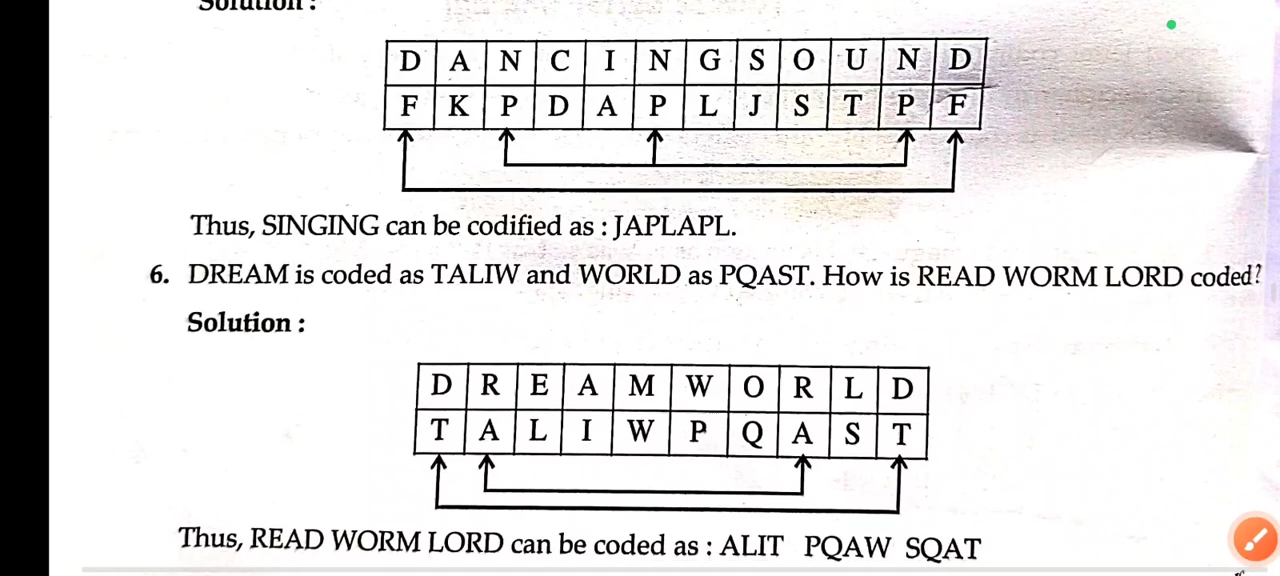 Solution :
D A N C I N G S O U N D
F K P D A P L J S T P F
Thus, SINGING can be codified as : JAPLAPL.
6. DREAM is coded as TALIW and WORLD as PQAST. How is READ WORM LORD coded?
Solution :
D R E A M W O R L D
T A L I W P Q A S T
Thus, READ WORM LORD can be coded as : ALIT PQAW SQAT